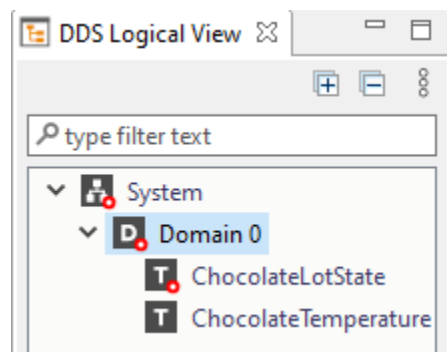 DDS Logical View
type filter text
System
D Domain 0
T ChocolateLotState
T ChocolateTemperature